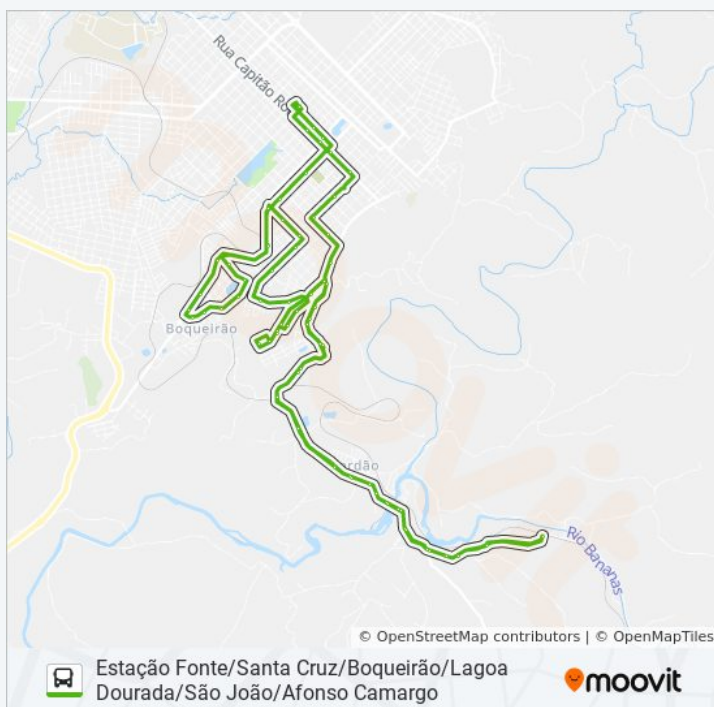 Rua Capitão Ro
Boqueirão
rdão
Rio Bananas
© OpenStreetMap contributors | © OpenMapTiles
Estação Fonte/Santa Cruz/Boqueirão/Lagoa
Dourada/São João/Afonso Camargo
moovit